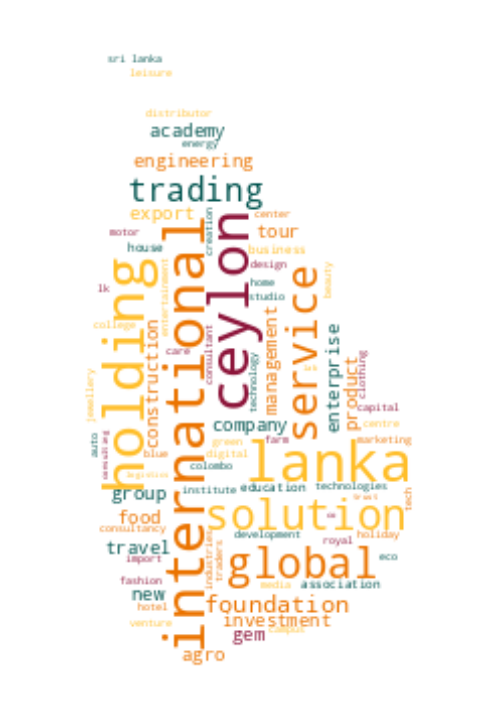 sri lanka
leisure
distributor
academy
energy
engineering
trading
export
center
creation
motor
tour
house
business
international
ceylon
holding
design
entertainment
service
beauty
home
lk
studio
college
construction
consultant
management
enterprise
care
technology
product
clothing
jewellery
capital
company
centre
auto
consulting
green
farm
marketing
blue
digital
lanka
colombo
logistics
group
institute
education
technologies
tech
trust
food
solution
consultancy
development
royal
holiday
travel
industries
traders
import
global
eco
fashion
media
association
new
hotel
foundation
venture
investment
campus
gem
agro